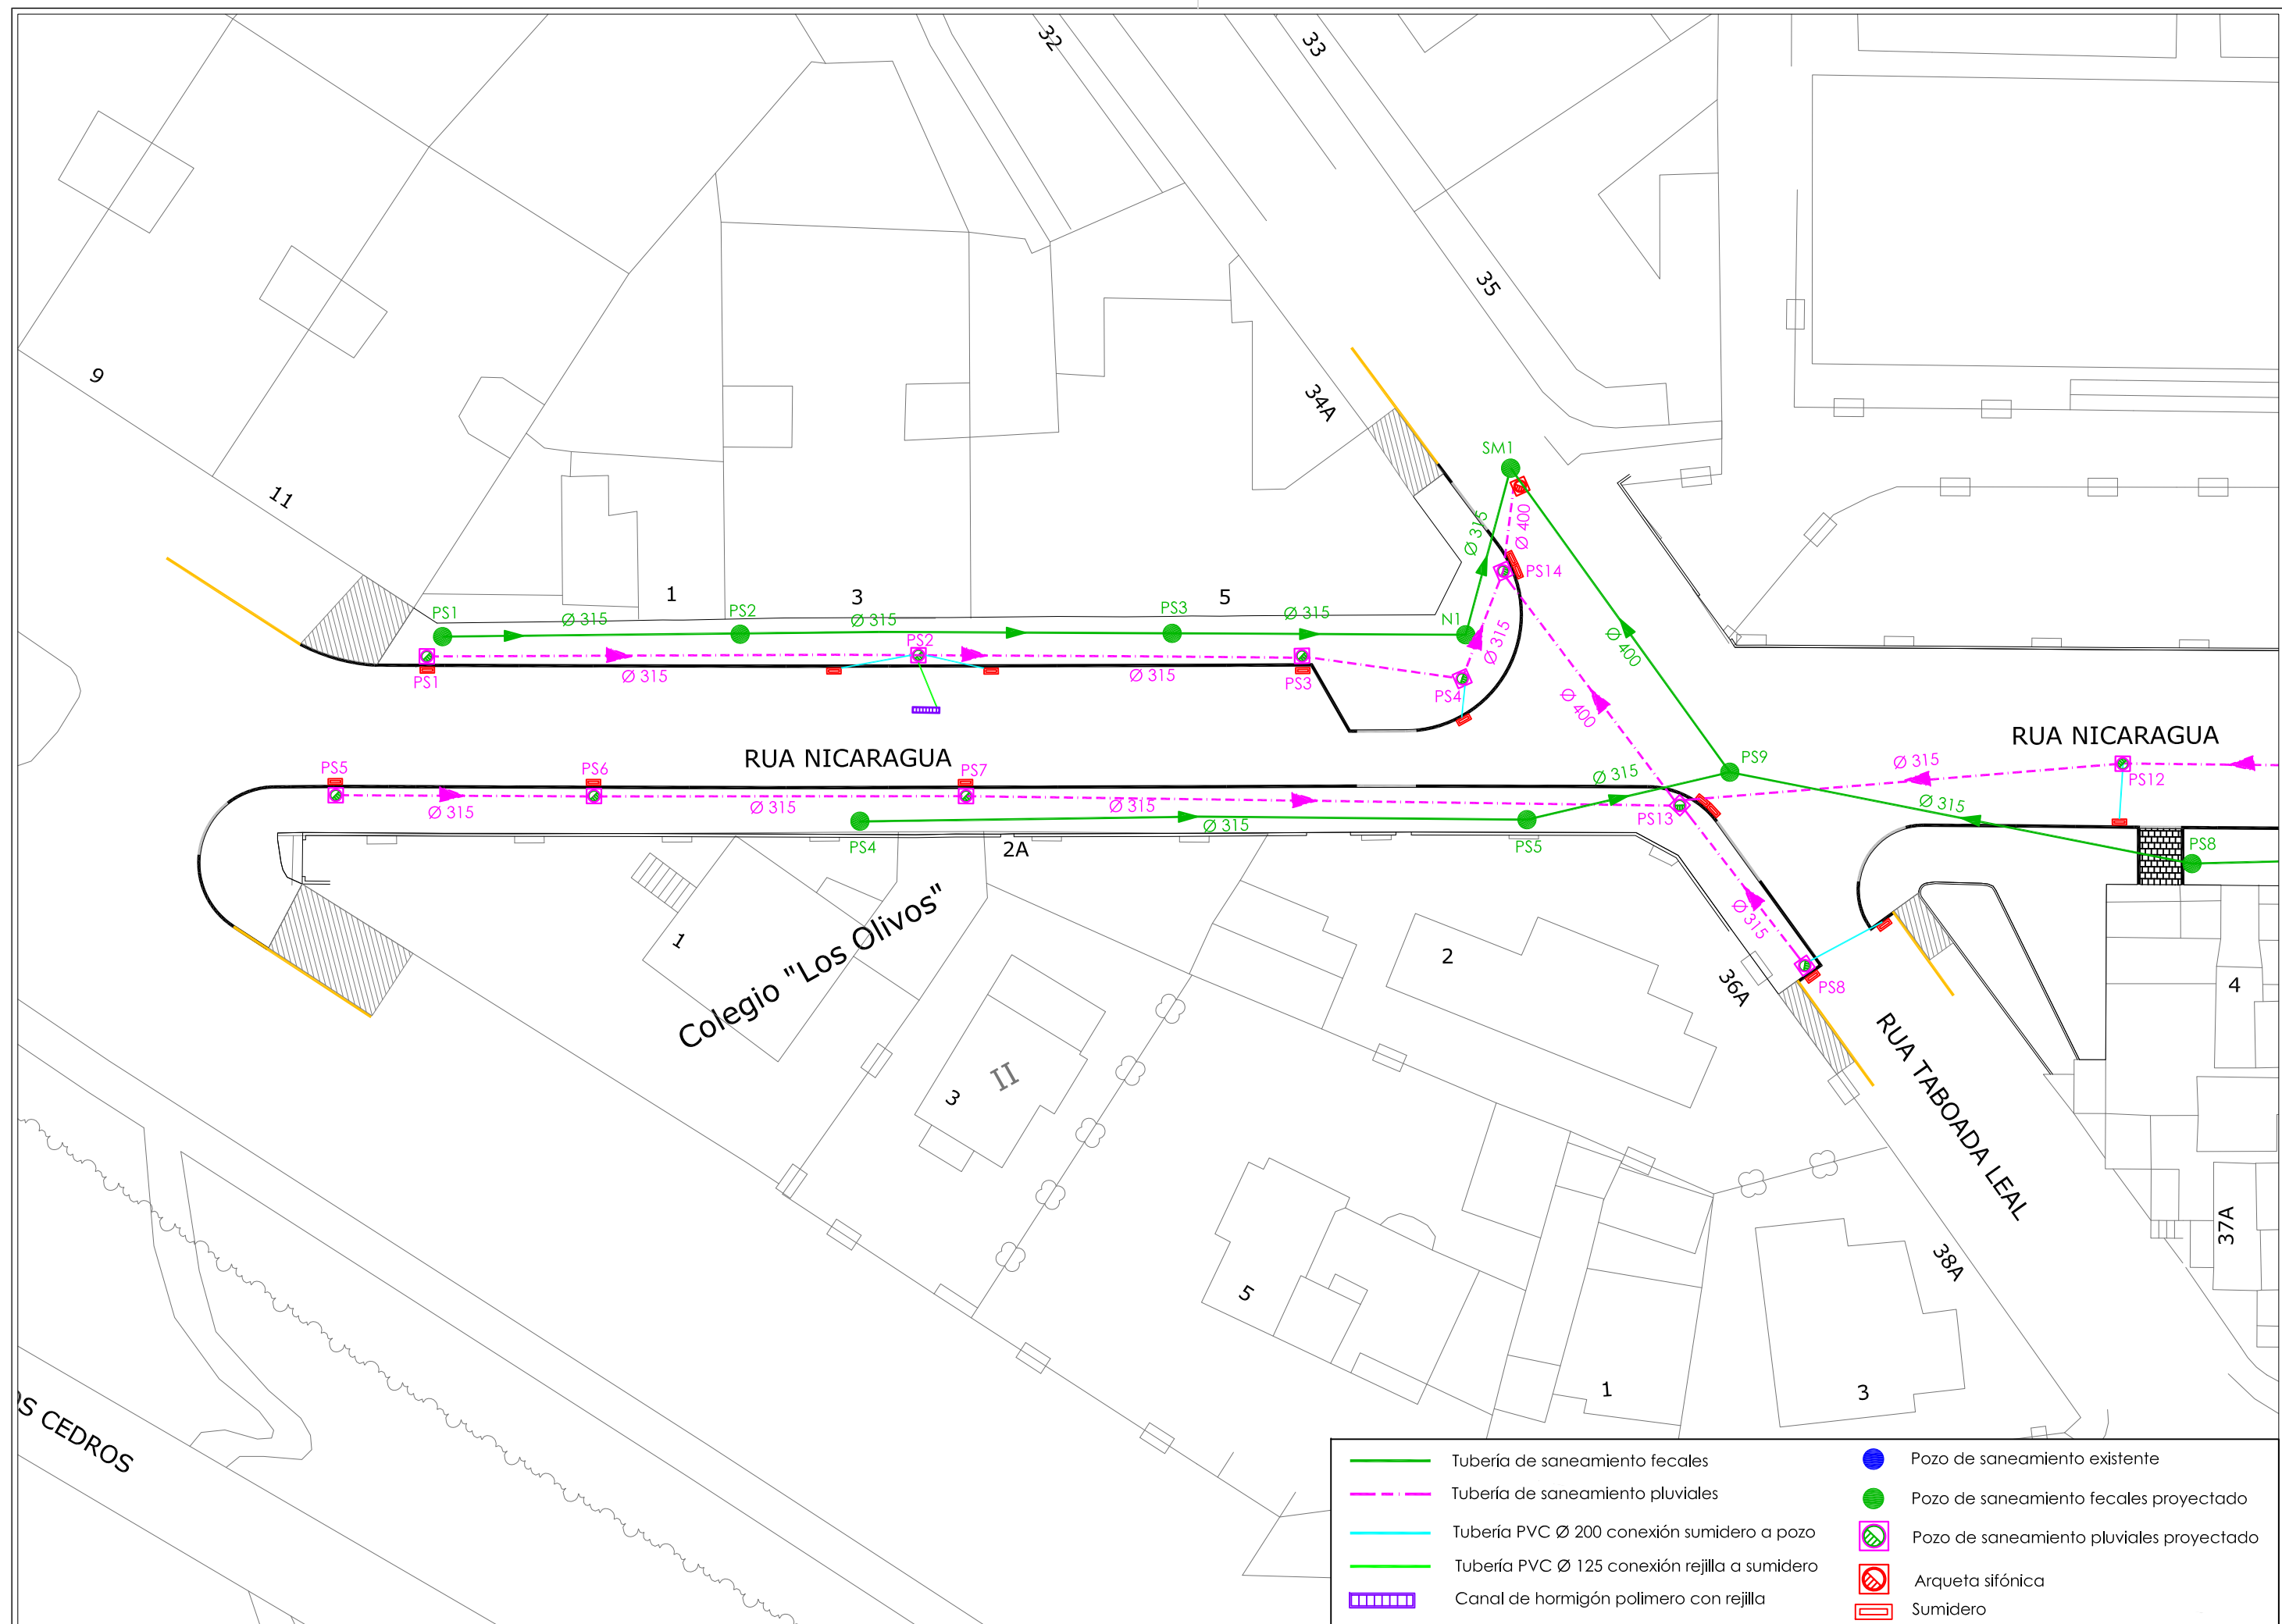 32
33
35
9
34A
SM1
11
Ø 315
Ø 400
PS14
1
3
5
PS1
Ø 315
PS2
Ø 315
PS3
Ø 315
N1
PS2
Ø 315
Ø 400
PS1
Ø 315
Ø 315
PS3
PS4
Ø 400
RUA NICARAGUA
RUA NICARAGUA
PS5
PS6
PS7
Ø 315
PS9
Ø 315
PS12
Ø 315
Ø 315
Ø 315
Ø 315
PS13
Ø 315
PS4
2A
PS5
PS8
1
Colegio "Los Olivos"
2
Ø 315
36A
PS8
4
II
3
RUA TABOADA LEAL
37A
38A
5
1
3
OS CEDROS
Tubería de saneamiento fecales
Tubería de saneamiento pluviales
Tubería PVC Ø 200 conexión sumidero a pozo
Tubería PVC Ø 125 conexión rejilla a sumidero
Canal de hormigón polimero con rejilla
Pozo de saneamiento existente
Pozo de saneamiento fecales proyectado
Pozo de saneamiento pluviales proyectado
Arqueta sifónica
Sumidero